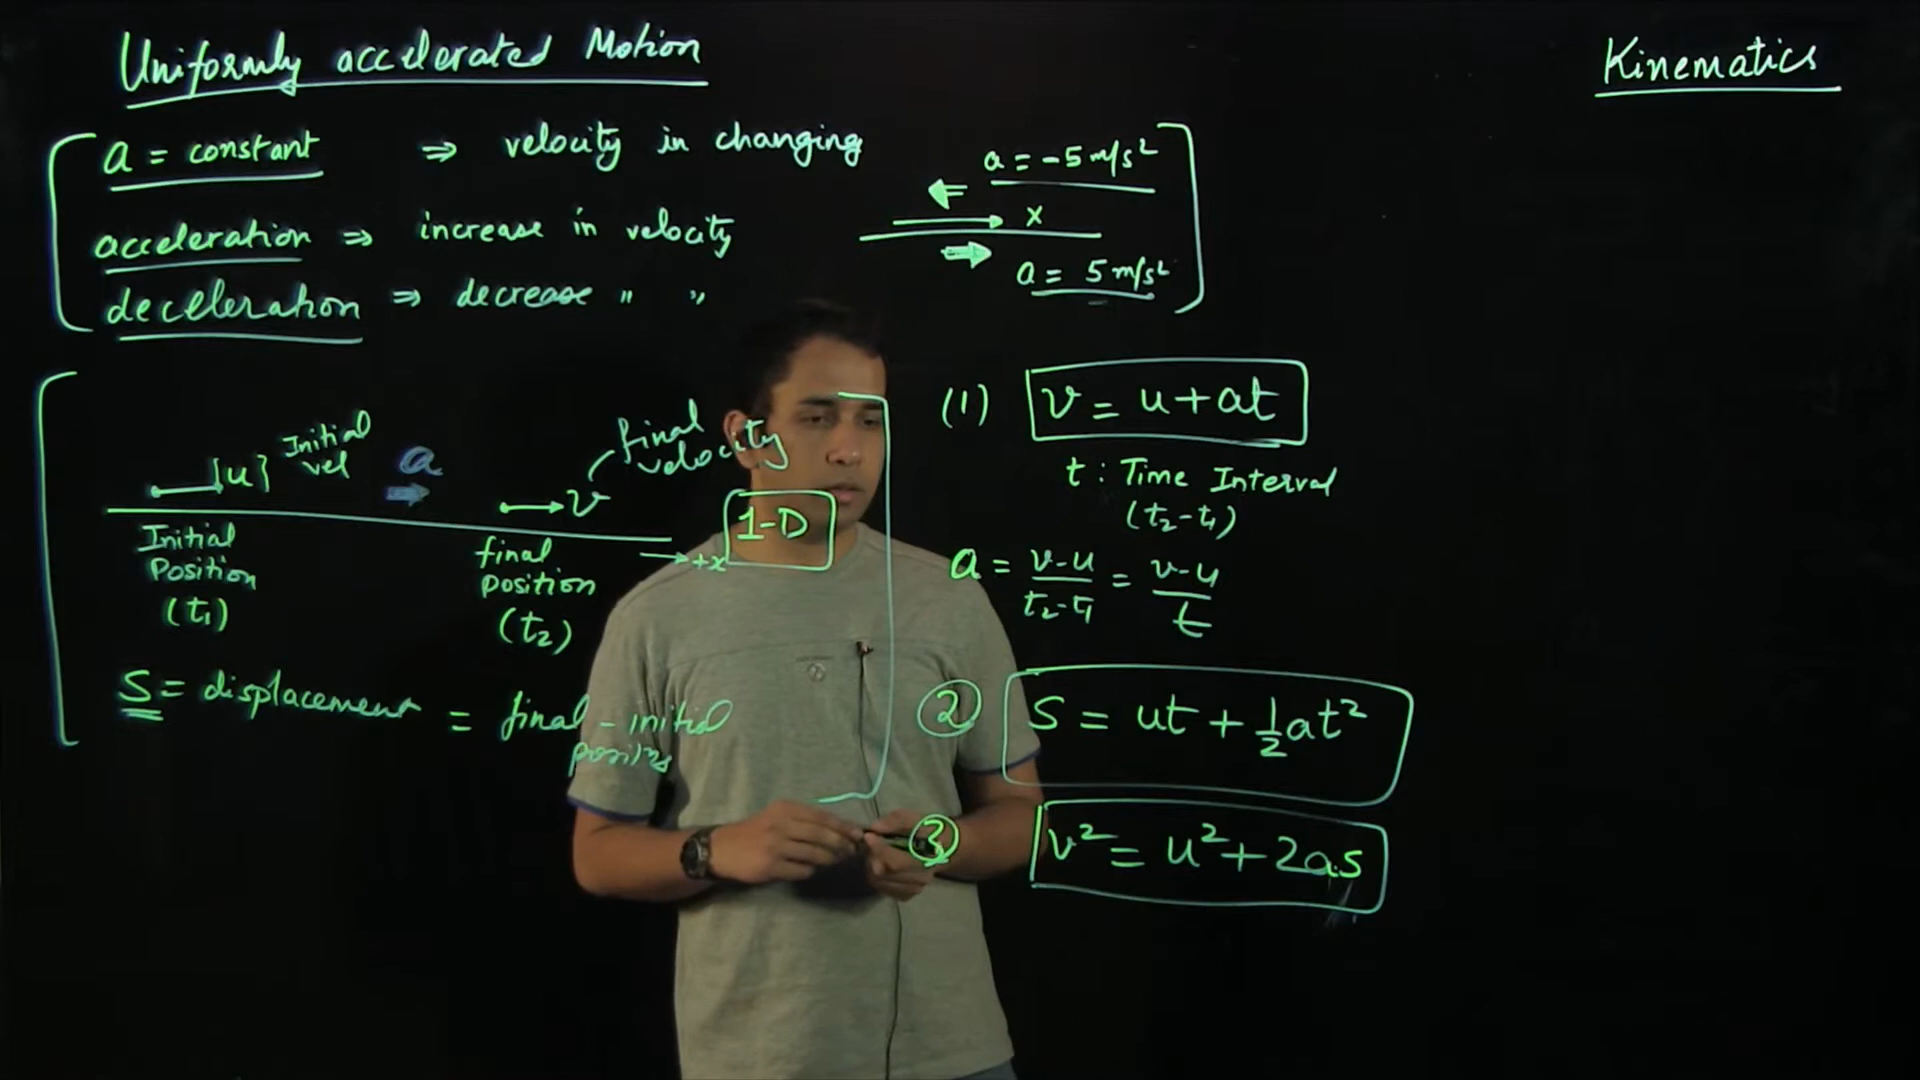 Uniformly accelerated Motion
Kinematics
a = constant ⇒ velocity in changing
a = -5 m/s²
acceleration ⇒ increase in velocity
x
a = 5 m/s²
deceleration ⇒ decrease " "
[u] Initial vel
a
final velocity
v
1-D
Initial Position (t₁)
final position (t₂)
→ +x
S = displacement = final - initial
(1) v = u + at
t : Time Interval
(t₂ - t₁)
a = (v-u)/(t₂-t₁) = (v-u)/t
② S = ut + ½at²
③ v² = u² + 2as